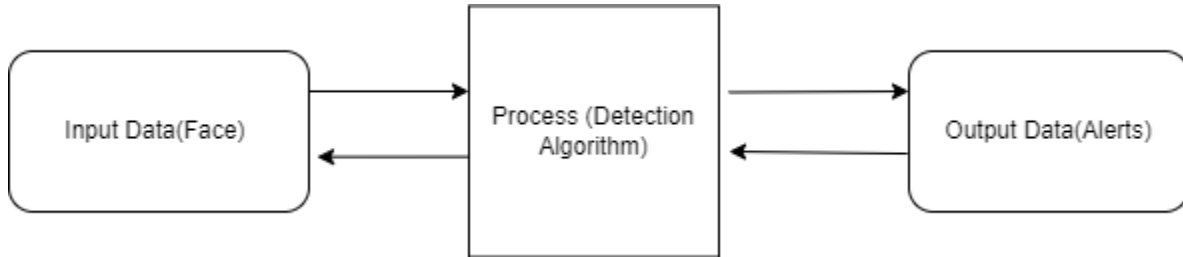 Input Data(Face)
Process (Detection
Algorithm)
Output Data(Alerts)